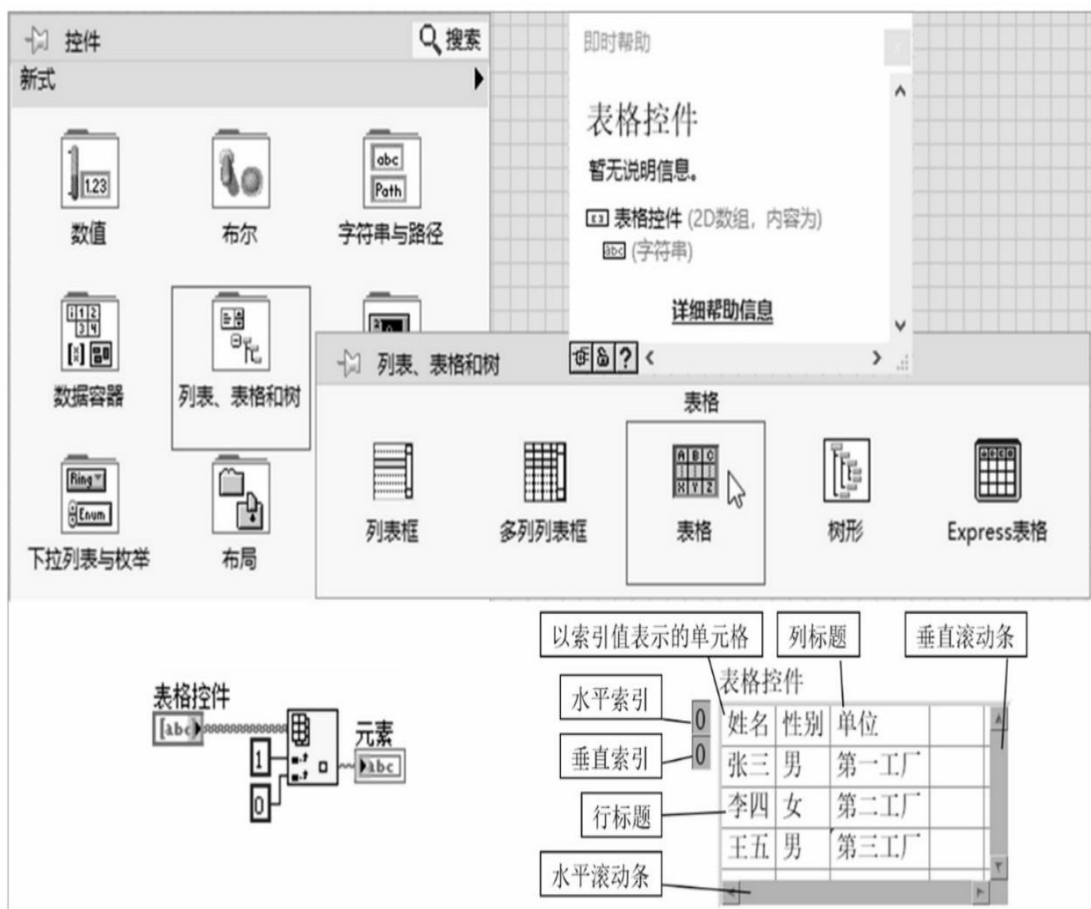 控件
搜索
新式
1.23
数值
布尔
abc
Path
字符串与路径
数据容器
列表、表格和树
Ring
Enum
下拉列表与枚举
布局
即时帮助
表格控件
暂无说明信息。
表格控件 (2D数组，内容为)
abc (字符串)
详细帮助信息
?
列表、表格和树
表格
列表框
多列列表框
A B C
X Y Z
表格
树形
Express表格
表格控件
[abc]
1
0
元素
abc
以索引值表示的单元格
列标题
垂直滚动条
水平索引
垂直索引
行标题
水平滚动条
表格控件
0
0
姓名 性别 单位
张三 男 第一工厂
李四 女 第二工厂
王五 男 第三工厂